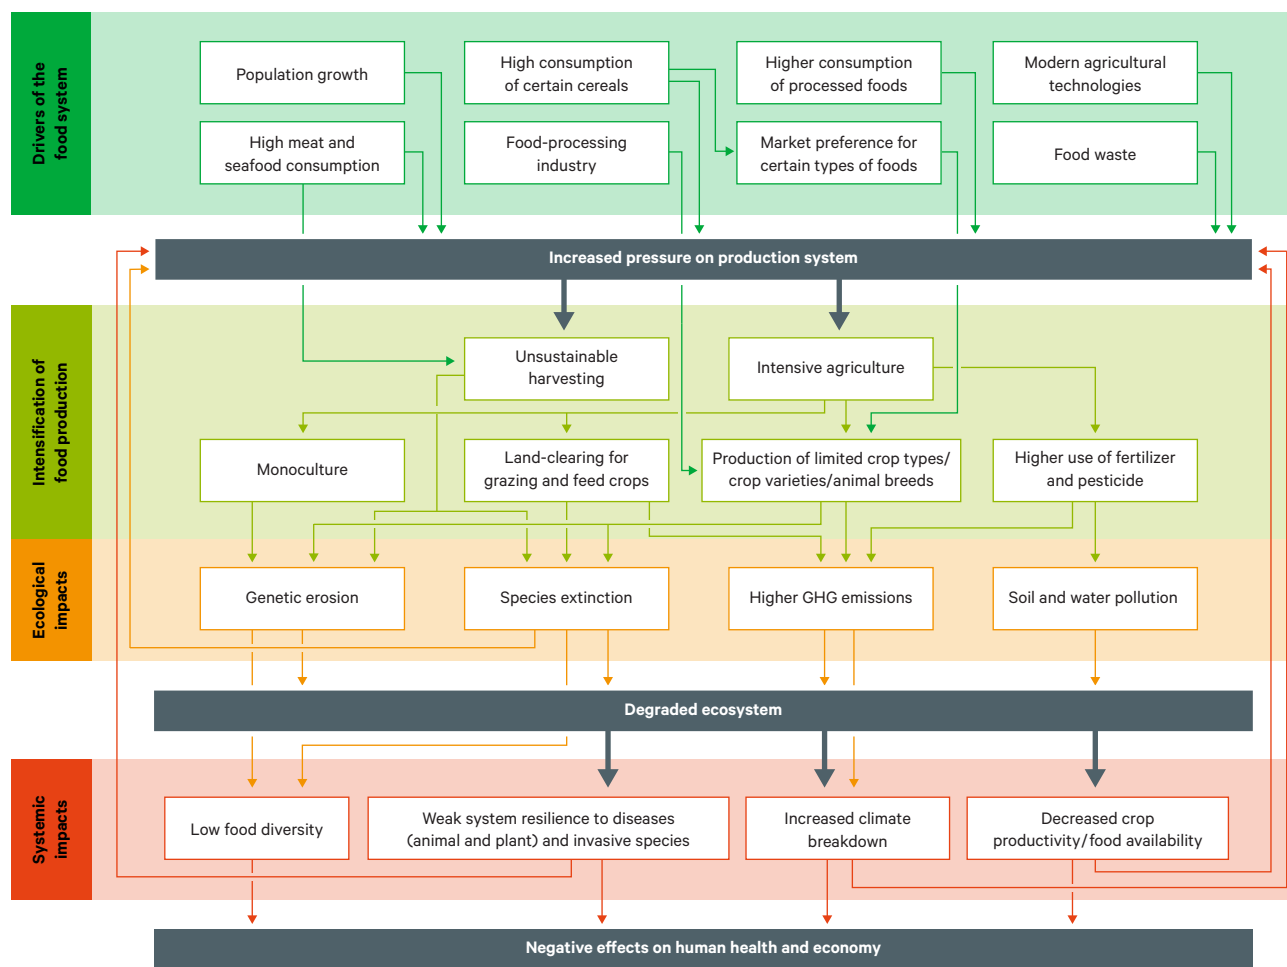 Drivers of the
food system
Population growth
High consumption
of certain cereals
Higher consumption
of processed foods
Modern agricultural
technologies
High meat and
seafood consumption
Food-processing
industry
Market preference for
certain types of foods
Food waste
Increased pressure on production system
Intensification of
food production
Unsustainable
harvesting
Intensive agriculture
Monoculture
Land-clearing for
grazing and feed crops
Production of limited crop types/
crop varieties/animal breeds
Higher use of fertilizer
and pesticide
Ecological
impacts
Genetic erosion
Species extinction
Higher GHG emissions
Soil and water pollution
Degraded ecosystem
Systemic
impacts
Low food diversity
Weak system resilience to diseases
(animal and plant) and invasive species
Increased climate
breakdown
Decreased crop
productivity/food availability
Negative effects on human health and economy